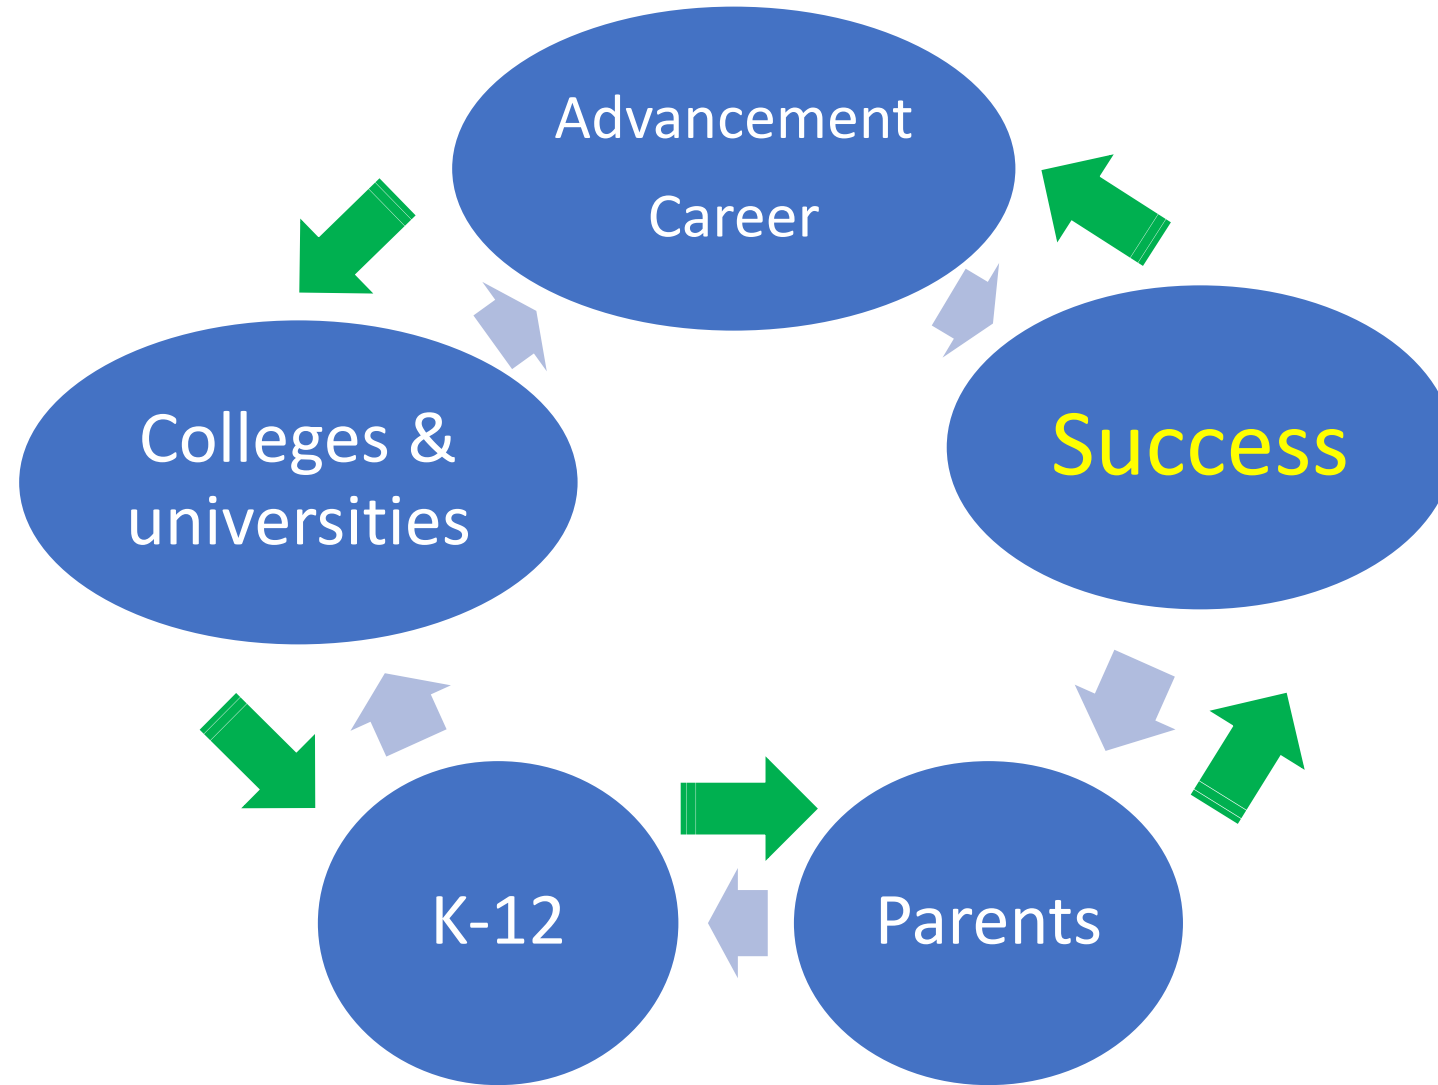 Advancement
Career
Success
Colleges &
universities
K-12
Parents